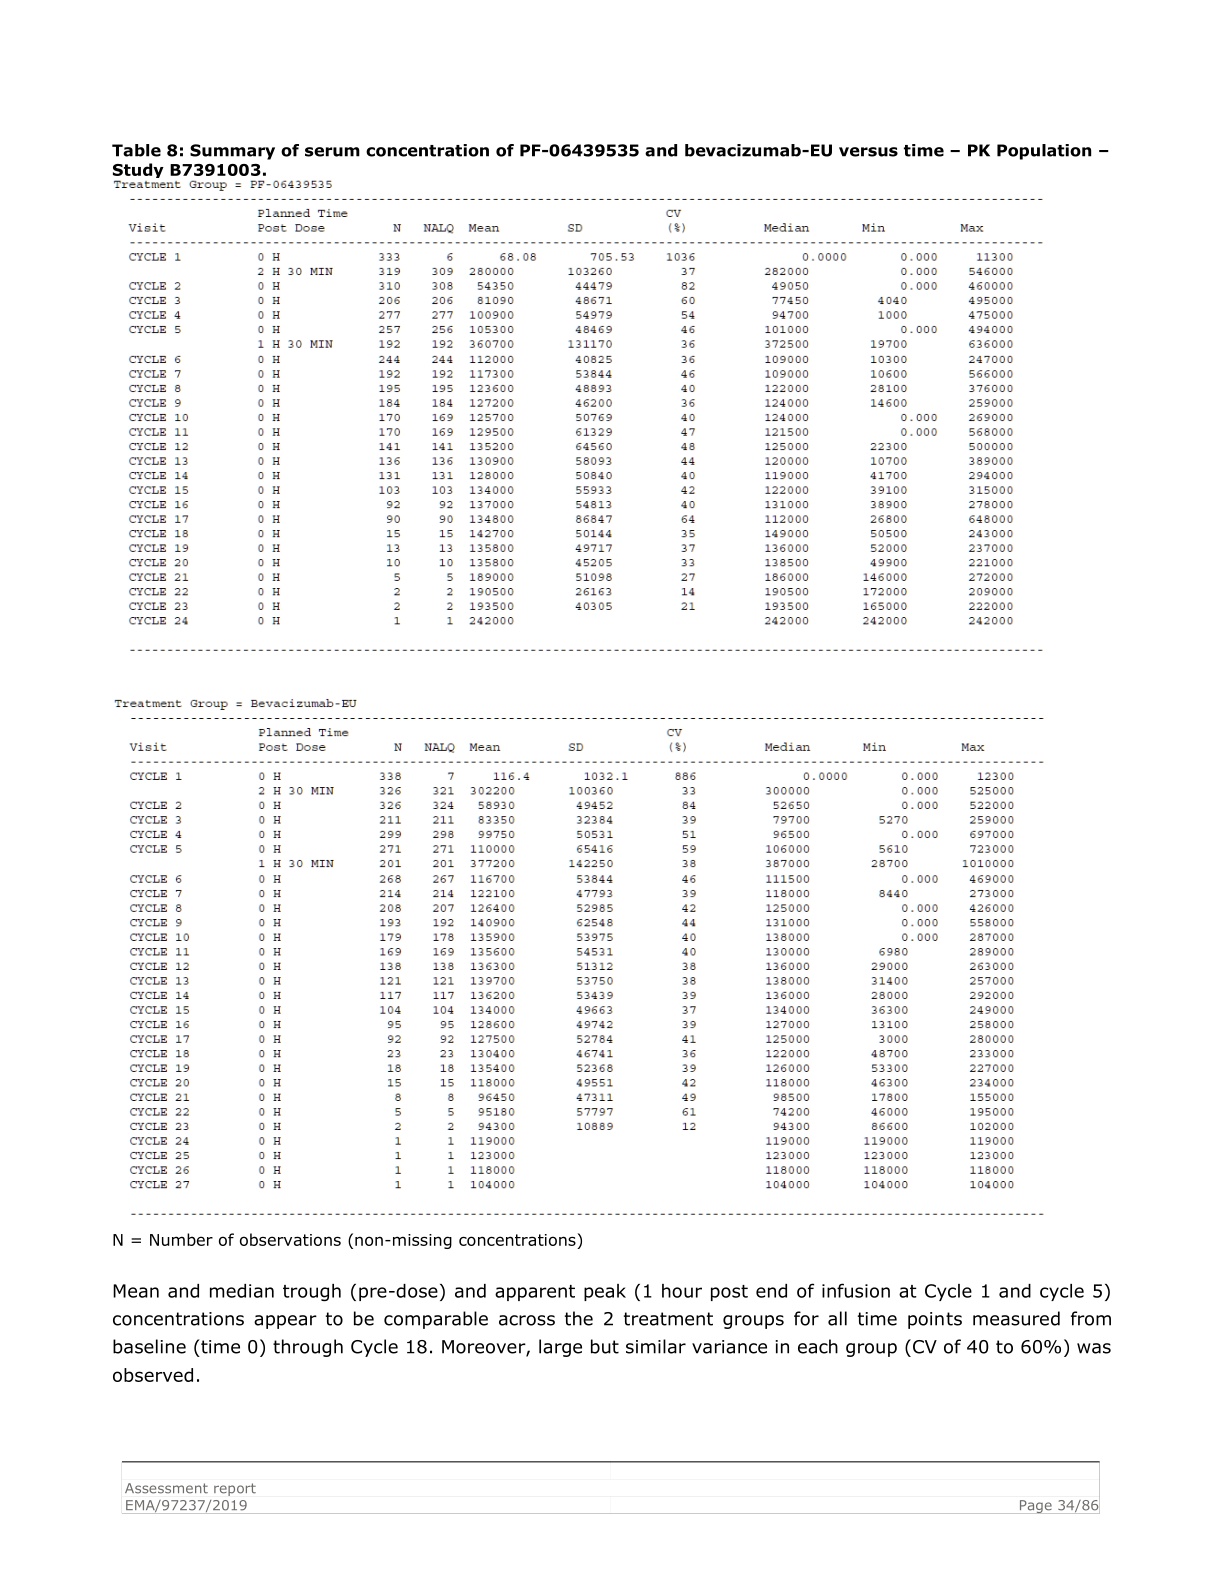 Table 8: Summary of serum concentration of PF-06439535 and bevacizumab-EU versus time – PK Population –
Study B7391003.
Treatment Group = PF-06439535
Planned Time CV
Visit Post Dose N NALQ Mean SD (%) Median Min Max
CYCLE 1 0 H 333 6 68.08 705.53 1036 0.0000 0.000 11300
2 H 30 MIN 319 309 280000 103260 37 282000 0.000 546000
CYCLE 2 0 H 310 308 54350 44479 82 49050 0.000 460000
CYCLE 3 0 H 206 206 81090 48671 60 77450 4040 495000
CYCLE 4 0 H 277 277 100900 54979 54 94700 1000 475000
CYCLE 5 0 H 257 256 105300 48469 46 101000 0.000 494000
1 H 30 MIN 192 192 360700 131170 36 372500 19700 636000
CYCLE 6 0 H 244 244 112000 40825 36 109000 10300 247000
CYCLE 7 0 H 192 192 117300 53844 46 109000 10600 566000
CYCLE 8 0 H 195 195 123600 48893 40 122000 28100 376000
CYCLE 9 0 H 184 184 127200 46200 36 124000 14600 259000
CYCLE 10 0 H 170 169 125700 50769 40 124000 0.000 269000
CYCLE 11 0 H 170 169 129500 61329 47 121500 0.000 568000
CYCLE 12 0 H 141 141 135200 64560 48 125000 22300 500000
CYCLE 13 0 H 136 136 130900 58093 44 120000 10700 389000
CYCLE 14 0 H 131 131 128000 50840 40 119000 41700 294000
CYCLE 15 0 H 103 103 134000 55933 42 122000 39100 315000
CYCLE 16 0 H 92 92 137000 54813 40 131000 38900 278000
CYCLE 17 0 H 90 90 134800 86847 64 112000 26800 648000
CYCLE 18 0 H 15 15 142700 50144 35 149000 50500 243000
CYCLE 19 0 H 13 13 135800 49717 37 136000 52000 237000
CYCLE 20 0 H 10 10 135800 45205 33 138500 49900 221000
CYCLE 21 0 H 5 5 189000 51098 27 186000 146000 272000
CYCLE 22 0 H 2 2 190500 26163 14 190500 172000 209000
CYCLE 23 0 H 2 2 193500 40305 21 193500 165000 222000
CYCLE 24 0 H 1 1 242000 242000 242000 242000
Treatment Group = Bevacizumab-EU
Planned Time CV
Visit Post Dose N NALQ Mean SD (%) Median Min Max
CYCLE 1 0 H 338 7 116.4 1032.1 886 0.0000 0.000 12300
2 H 30 MIN 326 321 302200 100360 33 300000 0.000 525000
CYCLE 2 0 H 326 324 58930 49452 84 52650 0.000 522000
CYCLE 3 0 H 211 211 83350 32384 39 79700 5270 259000
CYCLE 4 0 H 299 298 99750 50531 51 96500 0.000 697000
CYCLE 5 0 H 271 271 110000 65416 59 106000 5610 723000
1 H 30 MIN 201 201 377200 142250 38 387000 28700 1010000
CYCLE 6 0 H 268 267 116700 53844 46 111500 0.000 469000
CYCLE 7 0 H 214 214 122100 47793 39 118000 8440 273000
CYCLE 8 0 H 208 207 126400 52985 42 125000 0.000 426000
CYCLE 9 0 H 193 192 140900 62548 44 131000 0.000 558000
CYCLE 10 0 H 179 178 135900 53975 40 138000 0.000 287000
CYCLE 11 0 H 169 169 135600 54531 40 130000 6980 289000
CYCLE 12 0 H 138 138 136300 51312 38 136000 29000 263000
CYCLE 13 0 H 121 121 139700 53750 38 138000 31400 257000
CYCLE 14 0 H 117 117 136200 53439 39 136000 28000 292000
CYCLE 15 0 H 104 104 134000 49663 37 134000 36300 249000
CYCLE 16 0 H 95 95 128600 49742 39 127000 13100 258000
CYCLE 17 0 H 92 92 127500 52784 41 125000 3000 280000
CYCLE 18 0 H 23 23 130400 46741 36 122000 48700 233000
CYCLE 19 0 H 18 18 135400 52368 39 126000 53300 227000
CYCLE 20 0 H 15 15 118000 49551 42 118000 46300 234000
CYCLE 21 0 H 8 8 96450 47311 49 98500 17800 155000
CYCLE 22 0 H 5 5 95180 57797 61 74200 46000 195000
CYCLE 23 0 H 2 2 94300 10889 12 94300 86600 102000
CYCLE 24 0 H 1 1 119000 119000 119000 119000
CYCLE 25 0 H 1 1 123000 123000 123000 123000
CYCLE 26 0 H 1 1 118000 118000 118000 118000
CYCLE 27 0 H 1 1 104000 104000 104000 104000
N = Number of observations (non-missing concentrations)
Mean and median trough (pre-dose) and apparent peak (1 hour post end of infusion at Cycle 1 and cycle 5)
concentrations appear to be comparable across the 2 treatment groups for all time points measured from
baseline (time 0) through Cycle 18. Moreover, large but similar variance in each group (CV of 40 to 60%) was
observed.
Assessment report
EMA/97237/2019 Page 34/86